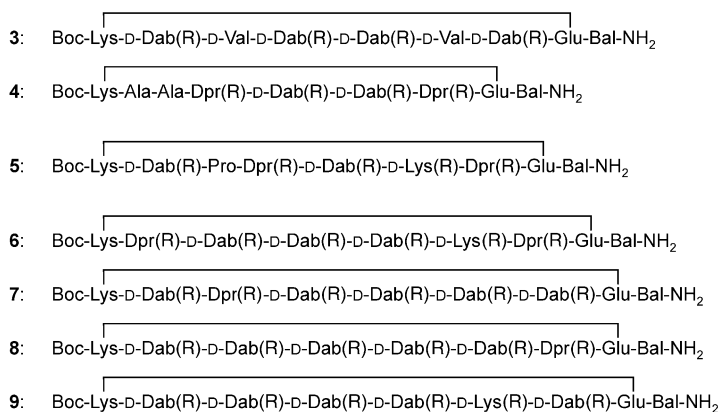 3: Boc-Lys-D-Dab(R)-D-Val-D-Dab(R)-D-Dab(R)-D-Val-D-Dab(R)-Glu-Bal-NH2
4: Boc-Lys-Ala-Ala-Dpr(R)-D-Dab(R)-D-Dab(R)-Dpr(R)-Glu-Bal-NH2
5: Boc-Lys-D-Dab(R)-Pro-Dpr(R)-D-Dab(R)-D-Lys(R)-Dpr(R)-Glu-Bal-NH2
6: Boc-Lys-Dpr(R)-D-Dab(R)-D-Dab(R)-D-Dab(R)-D-Lys(R)-Dpr(R)-Glu-Bal-NH2
7: Boc-Lys-D-Dab(R)-Dpr(R)-D-Dab(R)-D-Dab(R)-D-Dab(R)-D-Dab(R)-Glu-Bal-NH2
8: Boc-Lys-D-Dab(R)-D-Dab(R)-D-Dab(R)-D-Dab(R)-D-Dab(R)-Dpr(R)-Glu-Bal-NH2
9: Boc-Lys-D-Dab(R)-D-Dab(R)-D-Dab(R)-D-Dab(R)-D-Lys(R)-D-Dab(R)-Glu-Bal-NH2